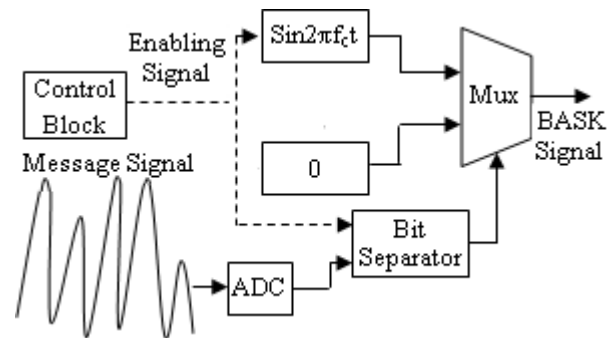 Enabling
Signal
Sin2πfct
Control
Block
Mux
BASK
Signal
Message Signal
0
Bit
Separator
ADC